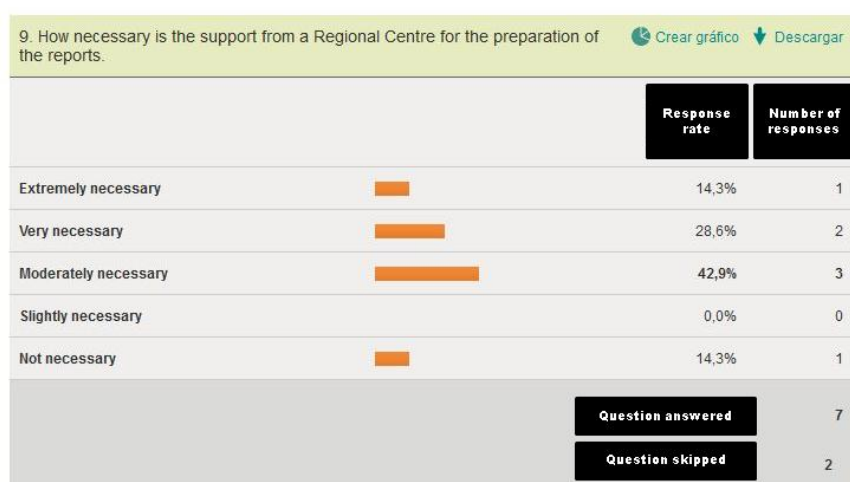 9. How necessary is the support from a Regional Centre for the preparation of
the reports.
Crear gráfico Descargar
Response
rate
Number of
responses
Extremely necessary 14,3% 1
Very necessary 28,6% 2
Moderately necessary 42,9% 3
Slightly necessary 0,0% 0
Not necessary 14,3% 1
Question answered 7
Question skipped 2